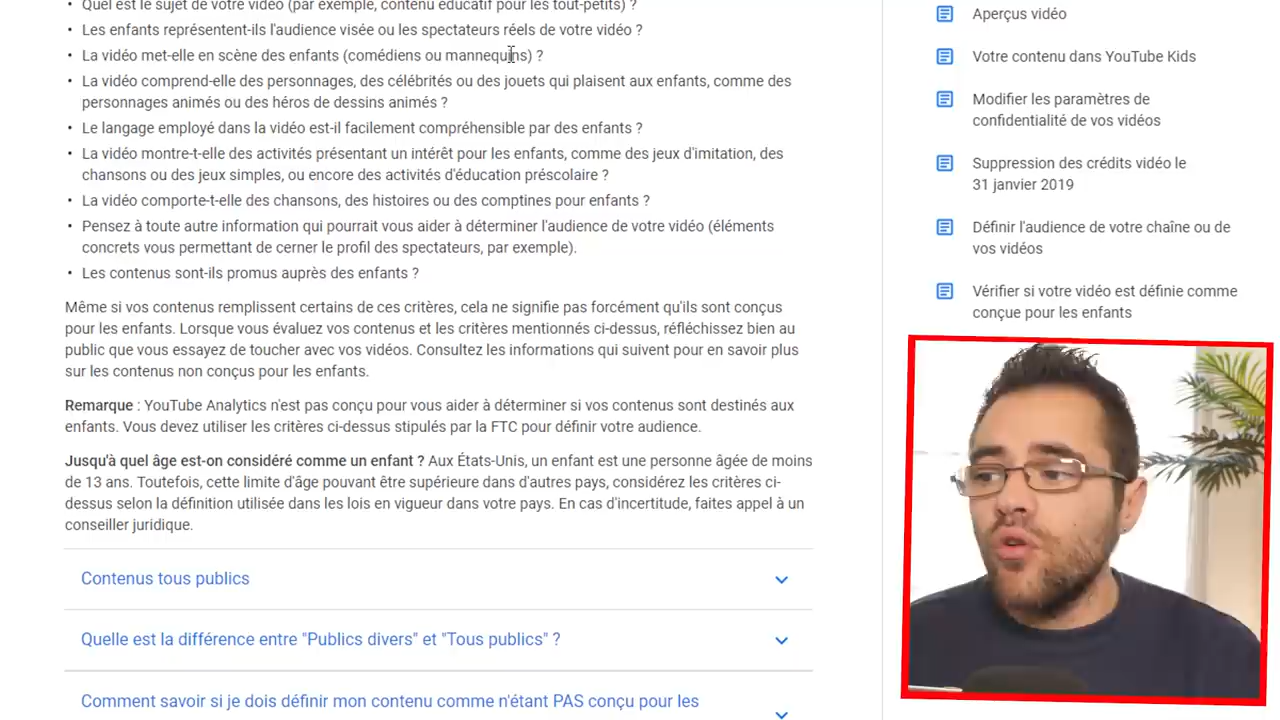 Quel est le sujet de votre vidéo (par exemple, contenu éducatif pour les tout-petits) ?
Les enfants représentent-ils l'audience visée ou les spectateurs réels de votre vidéo ?
La vidéo met-elle en scène des enfants (comédiens ou mannequins) ?
La vidéo comprend-elle des personnages, des célébrités ou des jouets qui plaisent aux enfants, comme des
personnages animés ou des héros de dessins animés ?
Le langage employé dans la vidéo est-il facilement compréhensible par des enfants ?
La vidéo montre-t-elle des activités présentant un intérêt pour les enfants, comme des jeux d'imitation, des
chansons ou des jeux simples, ou encore des activités d'éducation préscolaire ?
La vidéo comporte-t-elle des chansons, des histoires ou des comptines pour enfants ?
Pensez à toute autre information qui pourrait vous aider à déterminer l'audience de votre vidéo (éléments
concrets vous permettant de cerner le profil des spectateurs, par exemple).
Les contenus sont-ils promus auprès des enfants ?
Même si vos contenus remplissent certains de ces critères, cela ne signifie pas forcément qu'ils sont conçus
pour les enfants. Lorsque vous évaluez vos contenus et les critères mentionnés ci-dessus, réfléchissez bien au
public que vous essayez de toucher avec vos vidéos. Consultez les informations qui suivent pour en savoir plus
sur les contenus non conçus pour les enfants.
Remarque : YouTube Analytics n'est pas conçu pour vous aider à déterminer si vos contenus sont destinés aux
enfants. Vous devez utiliser les critères ci-dessus stipulés par la FTC pour définir votre audience.
Jusqu'à quel âge est-on considéré comme un enfant ? Aux États-Unis, un enfant est une personne âgée de moins
de 13 ans. Toutefois, cette limite d'âge pouvant être supérieure dans d'autres pays, considérez les critères ci-
dessus selon la définition utilisée dans les lois en vigueur dans votre pays. En cas d'incertitude, faites appel à un
conseiller juridique.
Contenus tous publics
Quelle est la différence entre "Publics divers" et "Tous publics" ?
Comment savoir si je dois définir mon contenu comme n'étant PAS conçu pour les
Aperçus vidéo
Votre contenu dans YouTube Kids
Modifier les paramètres de
confidentialité de vos vidéos
Suppression des crédits vidéo le
31 janvier 2019
Définir l'audience de votre chaîne ou de
vos vidéos
Vérifier si votre vidéo est définie comme
conçue pour les enfants